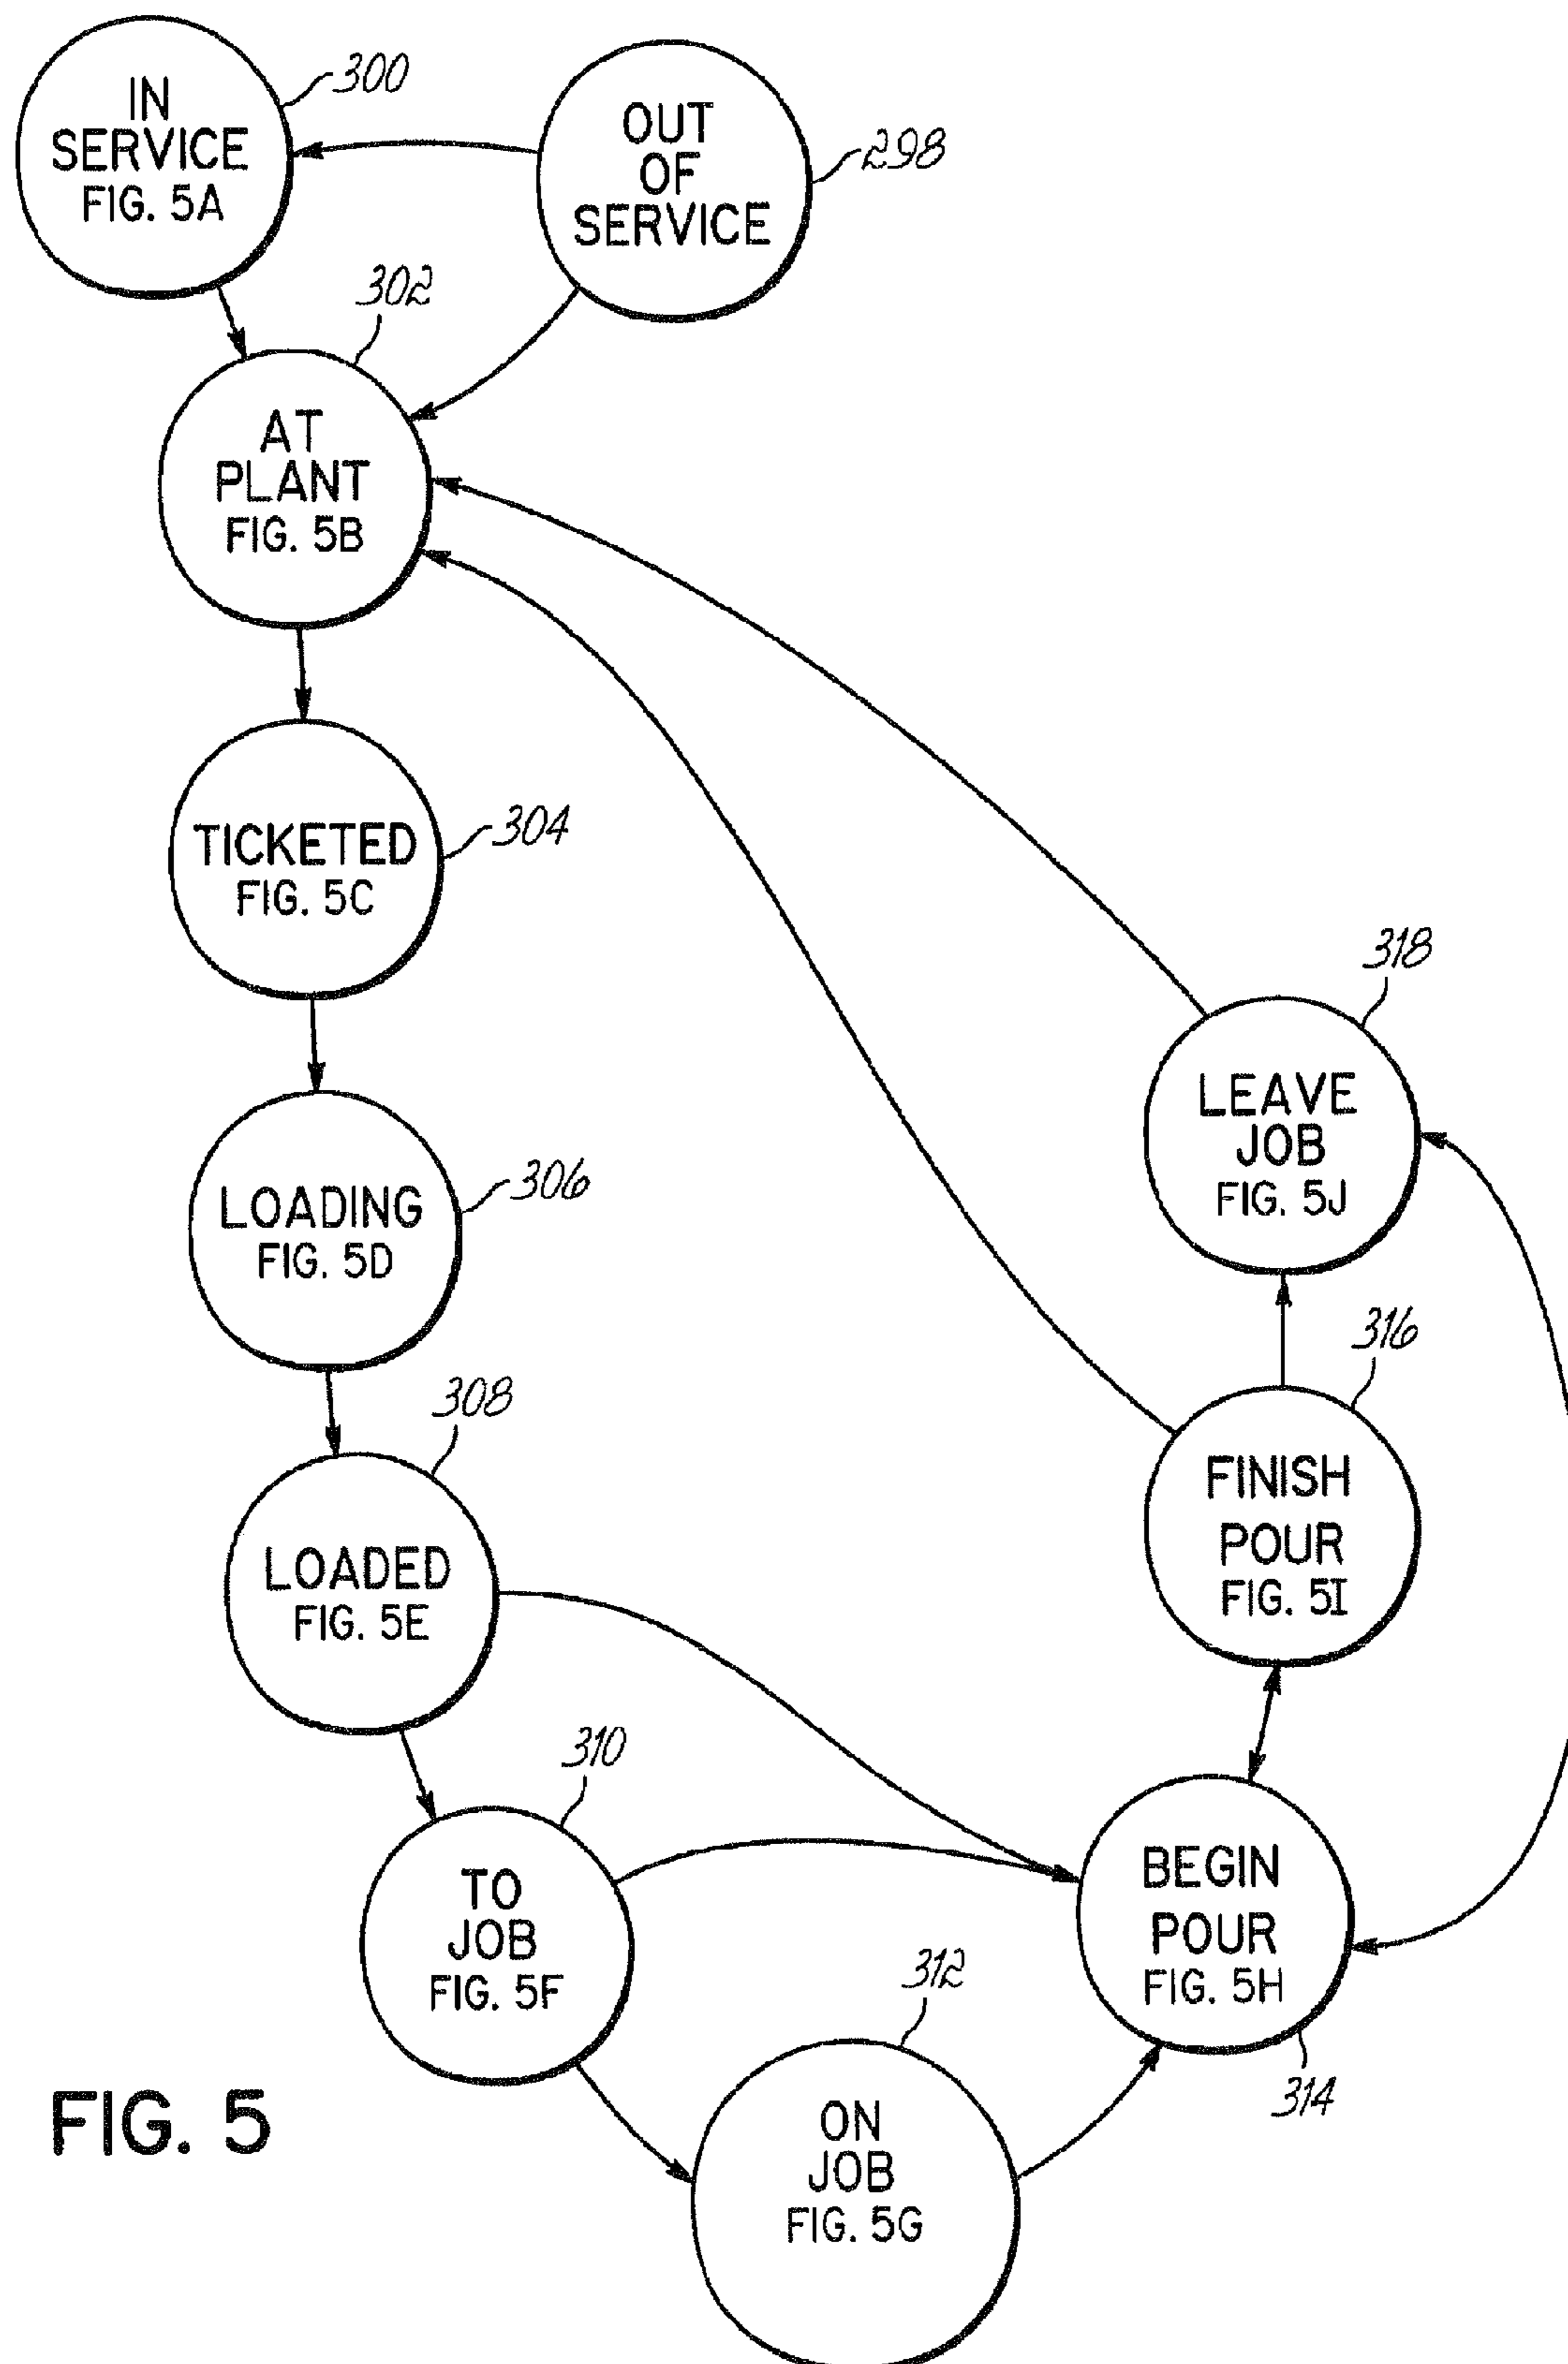 IN
SERVICE
FIG. 5A
300
OUT
OF
SERVICE
298
302
AT
PLANT
FIG. 5B
TICKETED
FIG. 5C
304
318
LEAVE
JOB
FIG. 5J
LOADING
FIG. 5D
306
316
FINISH
POUR
FIG. 5I
308
LOADED
FIG. 5E
310
TO
JOB
FIG. 5F
BEGIN
POUR
FIG. 5H
314
312
ON
JOB
FIG. 5G
FIG. 5